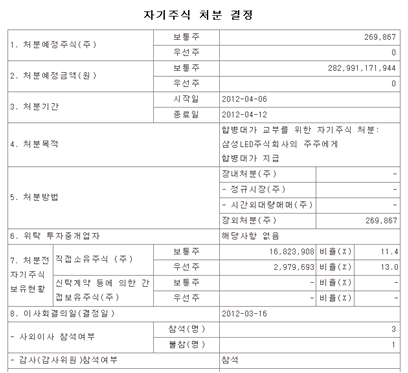 자기주식 처분 결정
1. 처분예정주식(주) 보통주 269,867
우선주 0
2. 처분예정금액(원) 보통주 282,991,171,944
우선주 0
3. 처분기간 시작일 2012-04-06
종료일 2012-04-12
4. 처분목적 합병대가 교부를 위한 자기주식 처분:
삼성LED주식회사의 주주에게
합병대가 지급
5. 처분방법 장내처분(주) -
- 정규시장(주) -
- 시간외대량매매(주) -
장외처분(주) 269,867
6. 위탁 투자중개업자 해당사항 없음
7. 처분전 자기주식 보유현황 직접소유주식 (주) 보통주 16,823,908 비율(%) 11.4
우선주 2,979,693 비율(%) 13.0
신탁계약 등에 의한 간접보유주식(주) 보통주 - 비율(%) -
우선주 - 비율(%) -
8. 이사회결의일(결정일) 2012-03-16
- 사외이사 참석여부 참석(명) 3
불참(명) 1
- 감사(감사위원)참석여부 참석